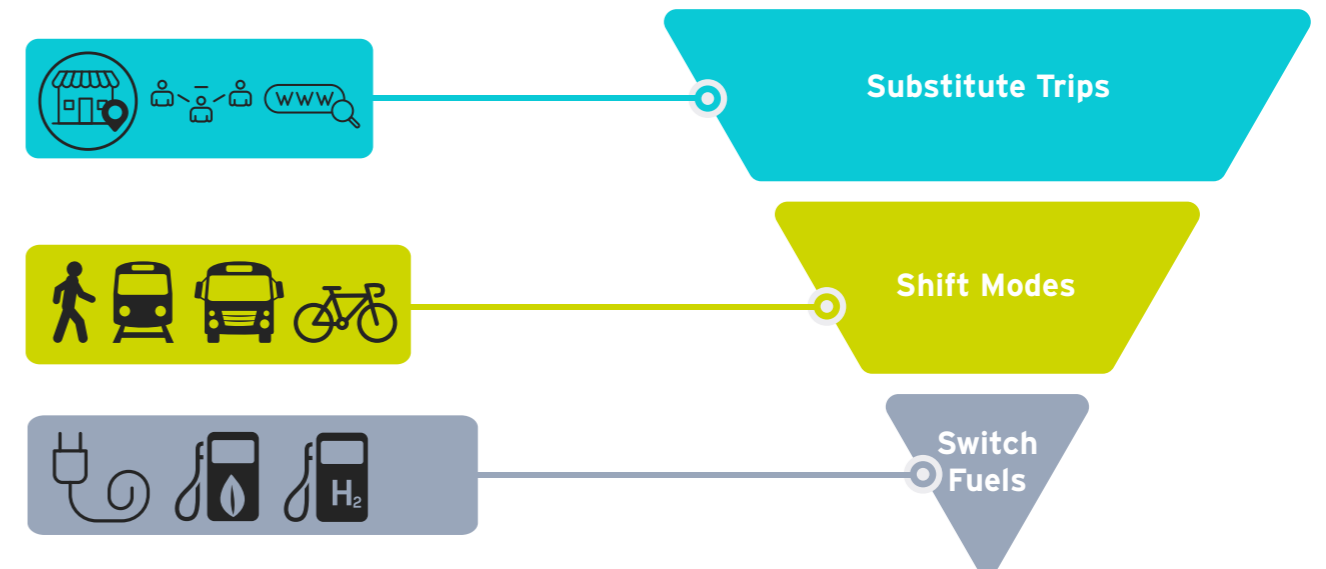 WWW
Substitute Trips
Shift Modes
H₂
Switch
Fuels